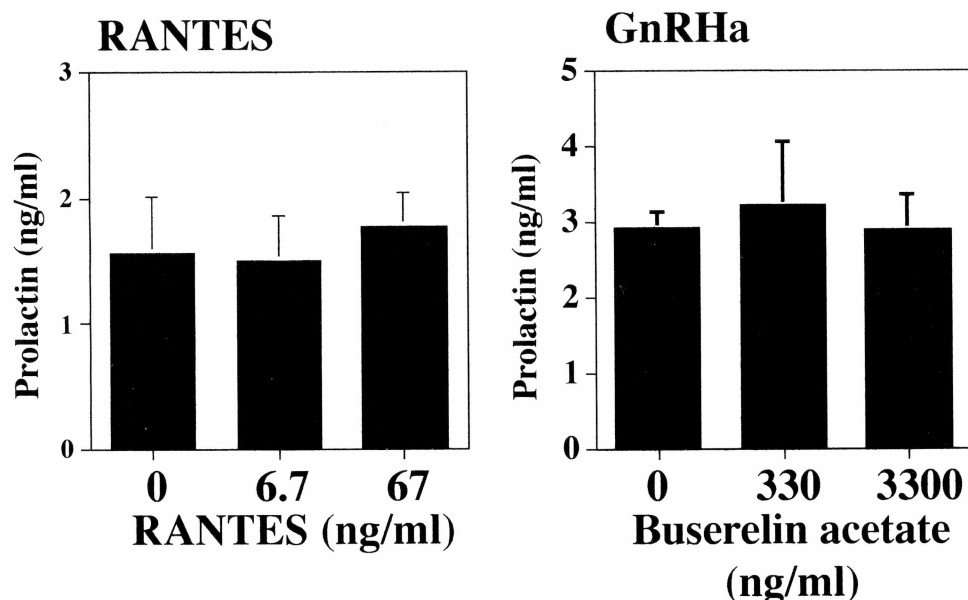 RANTES
3
2
1
0
Prolactin (ng/ml)
0 6.7 67
RANTES (ng/ml)
GnRHa
5
4
3
2
1
0
Prolactin (ng/ml)
0 330 3300
Buserelin acetate
(ng/ml)